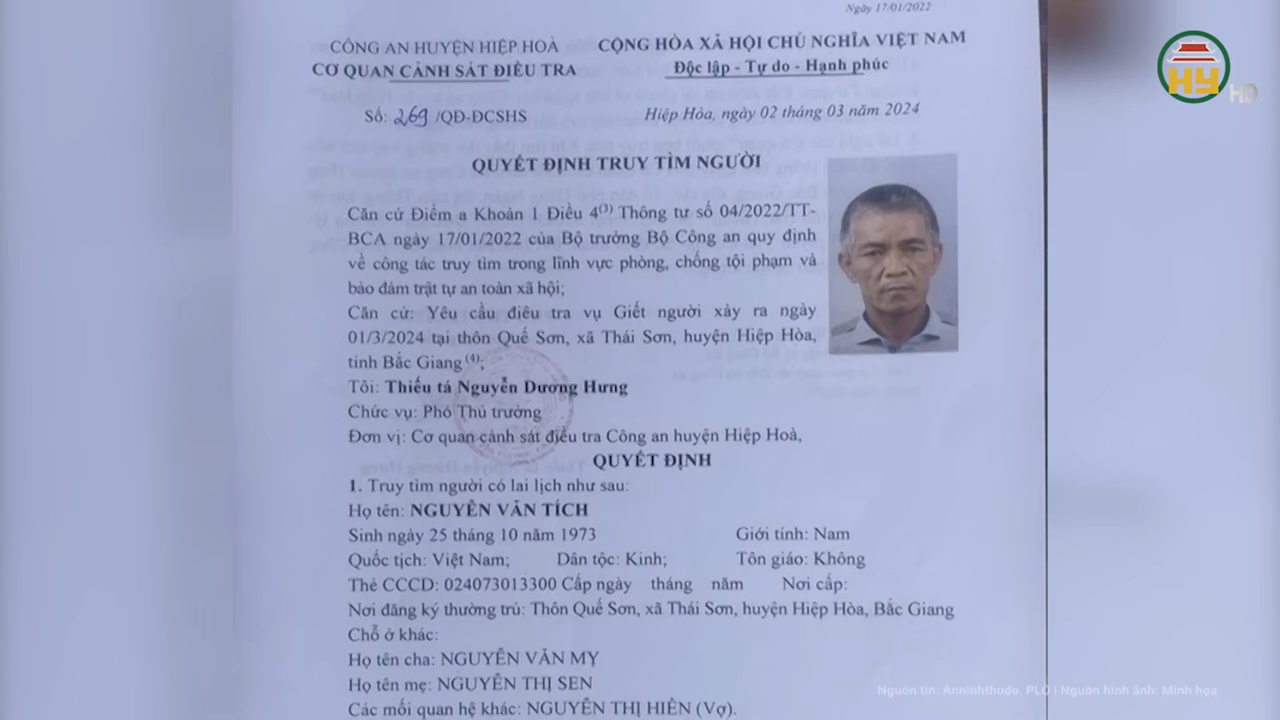 Ngày 17/01/2022
CÔNG AN HUYỆN HIỆP HOÀ
CƠ QUAN CẢNH SÁT ĐIỀU TRA
CỘNG HÒA XÃ HỘI CHỦ NGHĨA VIỆT NAM
Độc lập - Tự do - Hạnh phúc
HY HD
Số: 269 /QĐ-ĐCSHS
Hiệp Hòa, ngày 02 tháng 03 năm 2024
QUYẾT ĐỊNH TRUY TÌM NGƯỜI
Căn cứ Điểm a Khoản 1 Điều 4(3) Thông tư số 04/2022/TT-
BCA ngày 17/01/2022 của Bộ trưởng Bộ Công an quy định
về công tác truy tìm trong lĩnh vực phòng, chống tội phạm và
bảo đảm trật tự an toàn xã hội;
Căn cứ: Yêu cầu điều tra vụ Giết người xảy ra ngày
01/3/2024 tại thôn Quế Sơn, xã Thái Sơn, huyện Hiệp Hòa,
tỉnh Bắc Giang (4);
Tôi: Thiếu tá Nguyễn Dương Hưng
Chức vụ: Phó Thủ trưởng
Đơn vị: Cơ quan cảnh sát điều tra Công an huyện Hiệp Hoà,
QUYẾT ĐỊNH
1. Truy tìm người có lai lịch như sau:
Họ tên: NGUYỄN VĂN TÍCH
Sinh ngày 25 tháng 10 năm 1973 Giới tính: Nam
Quốc tịch: Việt Nam; Dân tộc: Kinh; Tôn giáo: Không
Thẻ CCCD: 024073013300 Cấp ngày tháng năm Nơi cấp:
Nơi đăng ký thường trú: Thôn Quế Sơn, xã Thái Sơn, huyện Hiệp Hòa, Bắc Giang
Chỗ ở khác:
Họ tên cha: NGUYỄN VĂN MỴ
Họ tên mẹ: NGUYỄN THỊ SEN
Các mối quan hệ khác: NGUYỄN THỊ HIÊN (Vợ).
Nguồn tin: Anninhthudo, PLO | Nguồn hình ảnh: Minh họa